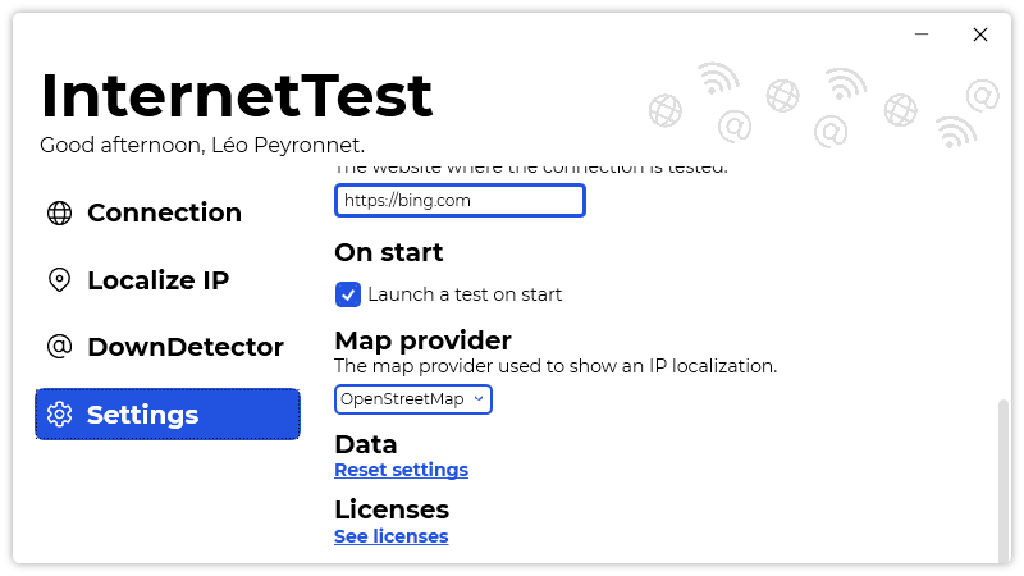 InternetTest
Good afternoon, Léo Peyronnet.
Connection
Localize IP
DownDetector
Settings
The website where the connection is tested.
https://bing.com
On start
Launch a test on start
Map provider
The map provider used to show an IP localization.
OpenStreetMap
Data
Reset settings
Licenses
See licenses